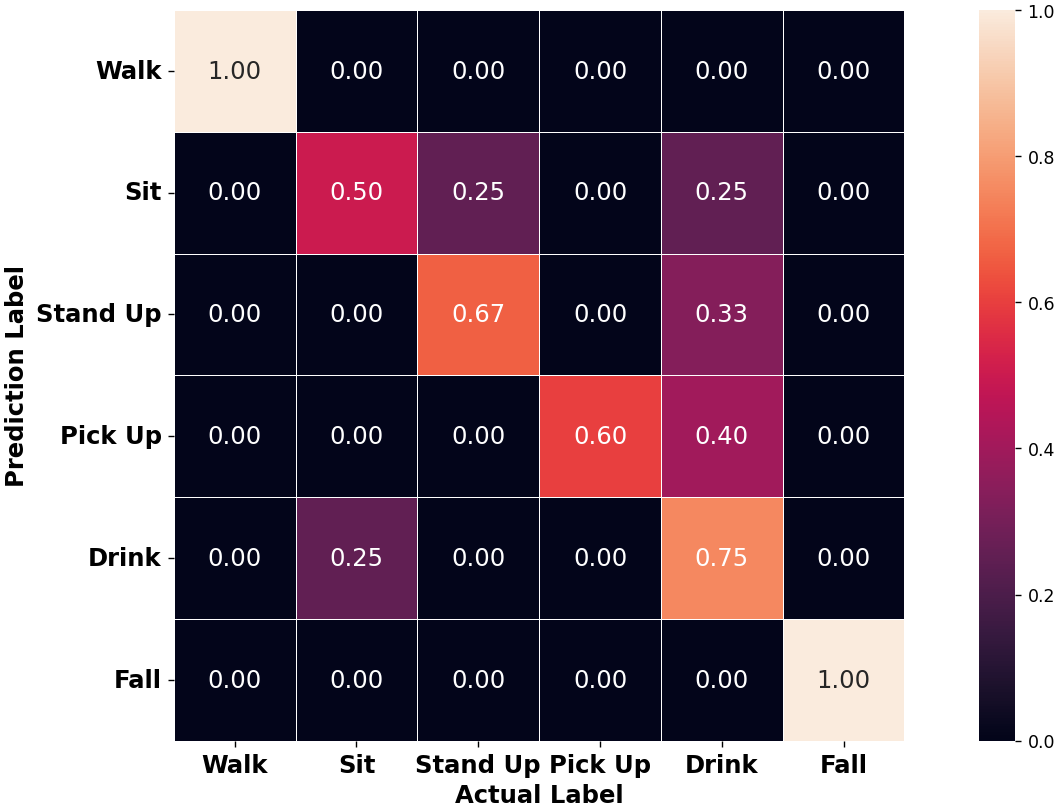 Prediction Label
Walk 1.00 0.00 0.00 0.00 0.00 0.00
Sit 0.00 0.50 0.25 0.00 0.25 0.00
Stand Up 0.00 0.00 0.67 0.00 0.33 0.00
Pick Up 0.00 0.00 0.00 0.60 0.40 0.00
Drink 0.00 0.25 0.00 0.00 0.75 0.00
Fall 0.00 0.00 0.00 0.00 0.00 1.00
Walk Sit Stand Up Pick Up Drink Fall
Actual Label
1.0
0.8
0.6
0.4
0.2
0.0